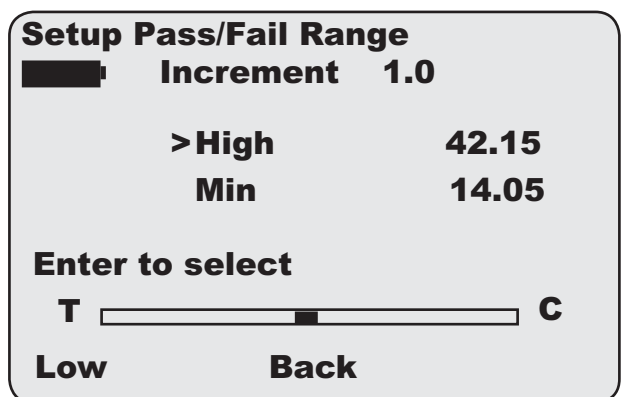 Setup Pass/Fail Range
Increment 1.0
>High 42.15
Min 14.05
Enter to select
T C
Low Back